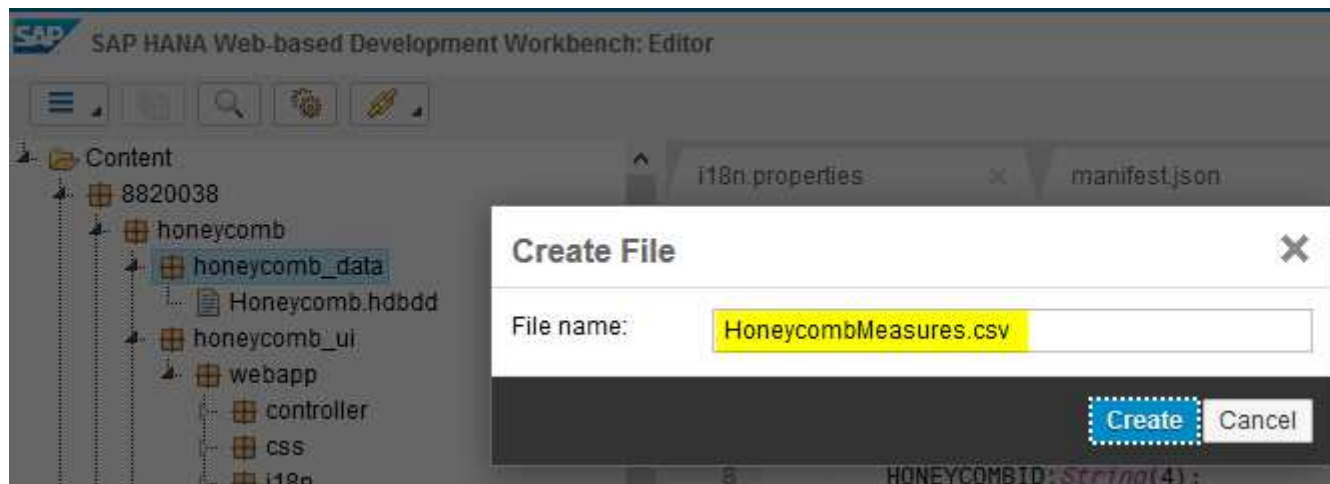 SAP SAP HANA Web-based Development Workbench: Editor
Content
8820038
honeycomb
honeycomb_data
Honeycomb.hdbdd
honeycomb_ui
webapp
controller
css
i18n
i18n.properties manifest.json
Create File
File name: HoneycombMeasures.csv
Create Cancel
8 HONEYCOMBID:String(4);